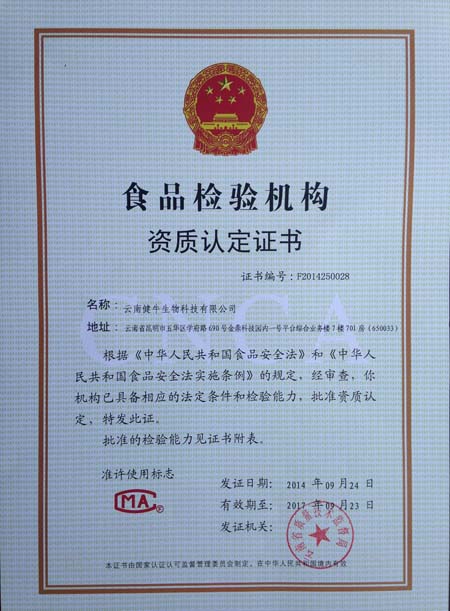 食品检验机构
资质认定证书
证书编号：F2014250028
名称：云南健牛生物科技有限公司
地址：云南省昆明市五华区学府路690号金鼎科技园内一号平台综合业务楼7楼701房（650033）
根据《中华人民共和国食品安全法》和《中华人
民共和国食品安全法实施条例》的规定，经审查，你
机构已具备相应的法定条件和检验能力，批准资质认
定，特发此证。
批准的检验能力见证书附表。
准许使用标志
CMA®
发证日期：2014年09月24日
有效期至：2017年09月23日
发证机关：
云南省质量技术监督局
本证书由国家认证认可监督管理委员会制定，在中华人民共和国境内有效
CNCA